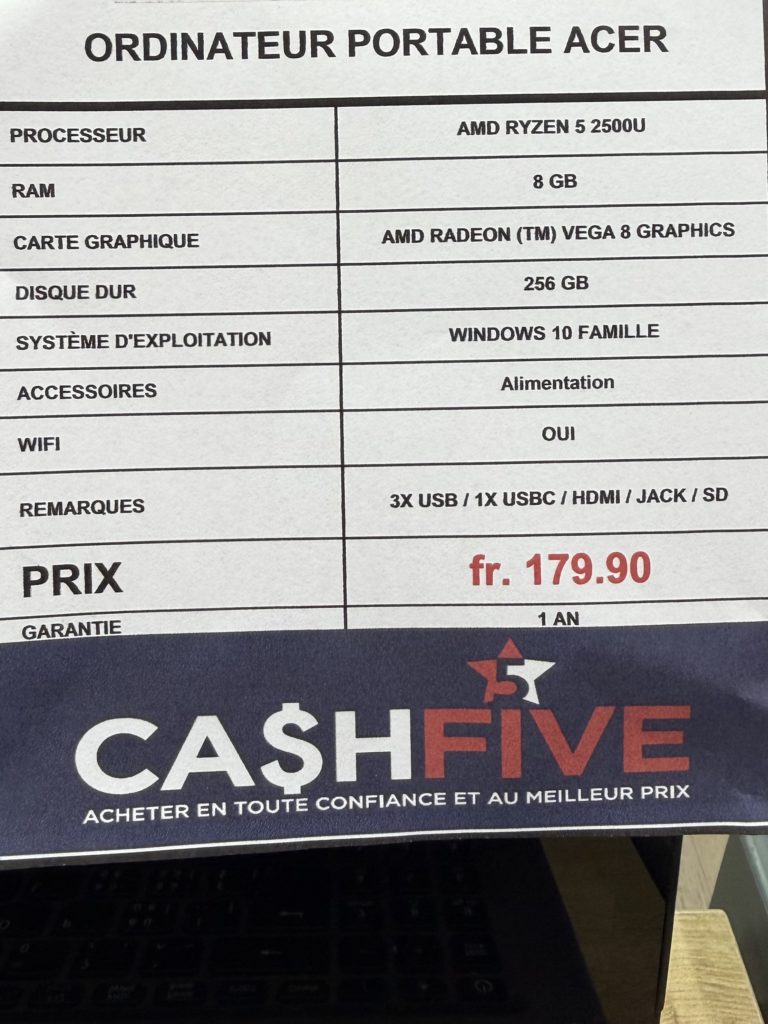 ORDINATEUR PORTABLE ACER
PROCESSEUR AMD RYZEN 5 2500U
RAM 8 GB
CARTE GRAPHIQUE AMD RADEON (TM) VEGA 8 GRAPHICS
DISQUE DUR 256 GB
SYSTÈME D'EXPLOITATION WINDOWS 10 FAMILLE
ACCESSOIRES Alimentation
WIFI OUI
REMARQUES 3X USB / 1X USBC / HDMI / JACK / SD
PRIX fr. 179.90
GARANTIE 1 AN
5
CA$HFIVE
ACHETER EN TOUTE CONFIANCE ET AU MEILLEUR PRIX